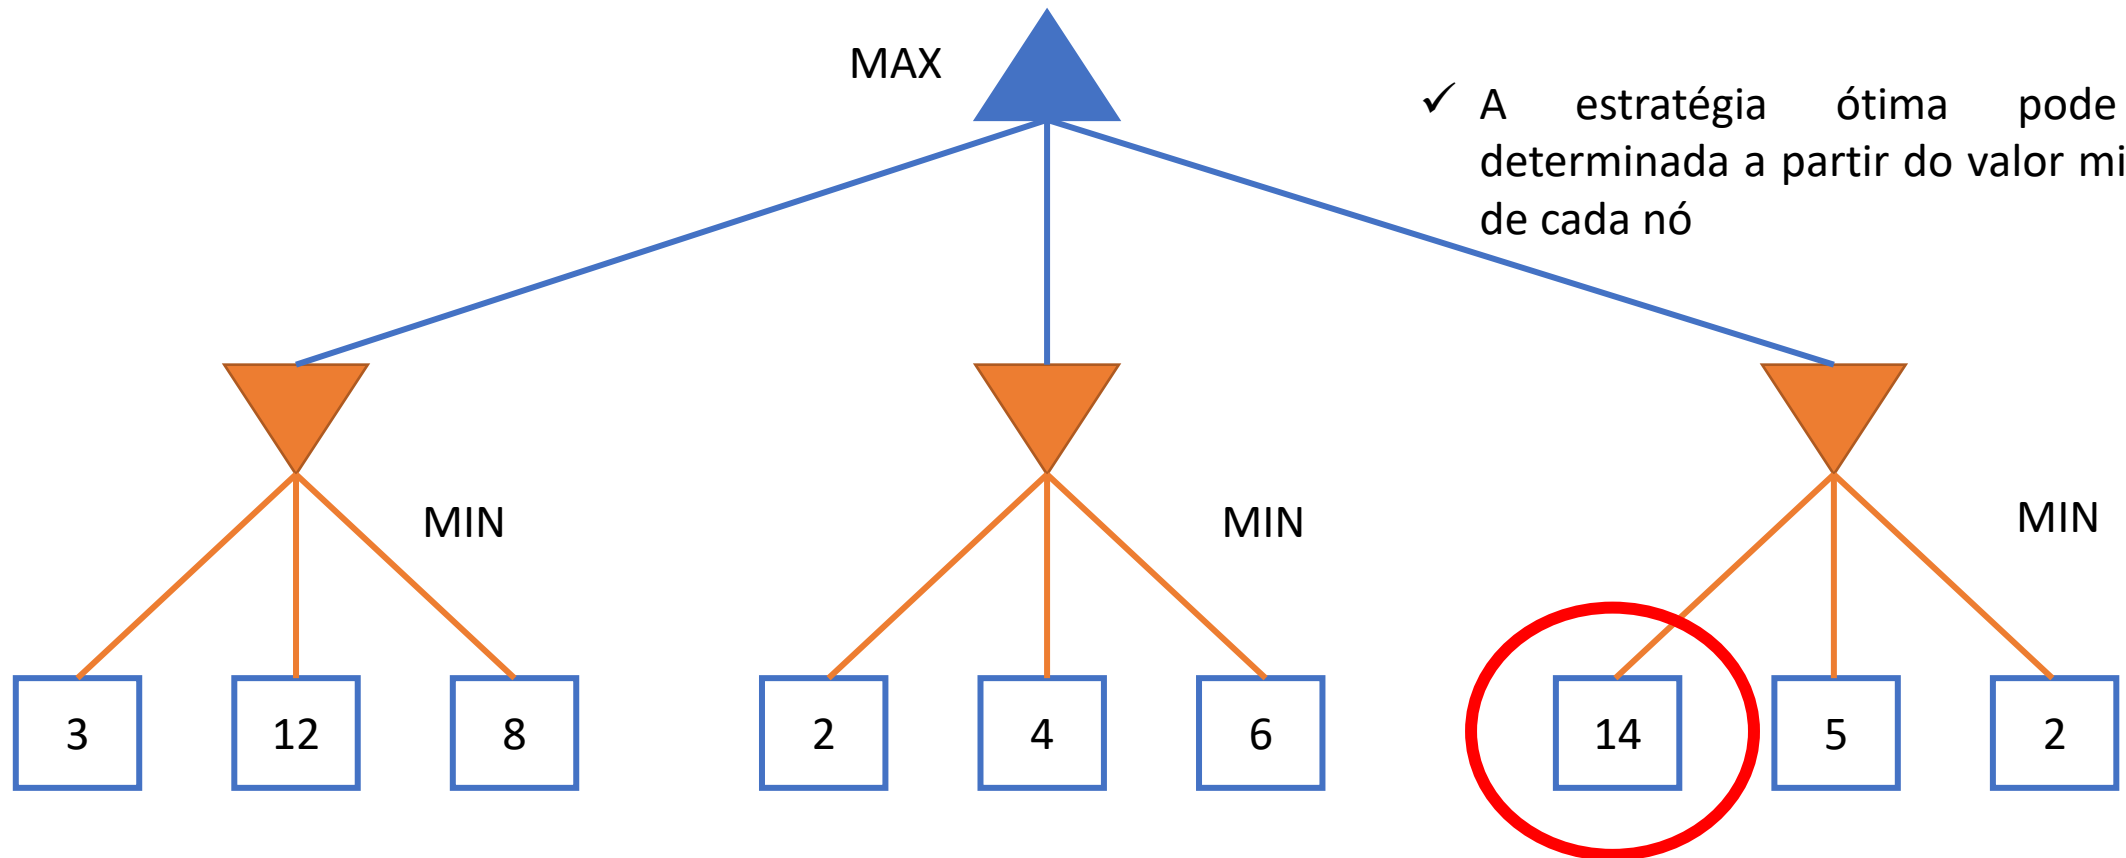 MAX
✓ A estratégia ótima pode
determinada a partir do valor mi
de cada nó
MIN
MIN
MIN
3
12
8
2
4
6
14
5
2